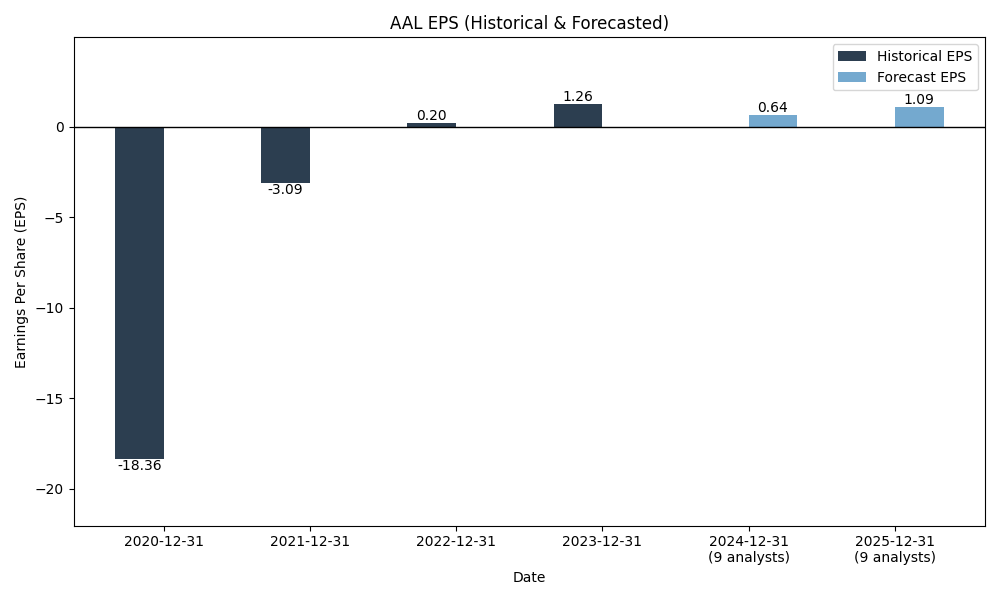 AAL EPS (Historical & Forecasted)
Historical EPS
Forecast EPS
1.26
0.64
1.09
0.20
0
-3.09
−5
−10
−15
-18.36
−20
Earnings Per Share (EPS)
2020-12-31
2021-12-31
2022-12-31
2023-12-31
2024-12-31
(9 analysts)
2025-12-31
(9 analysts)
Date